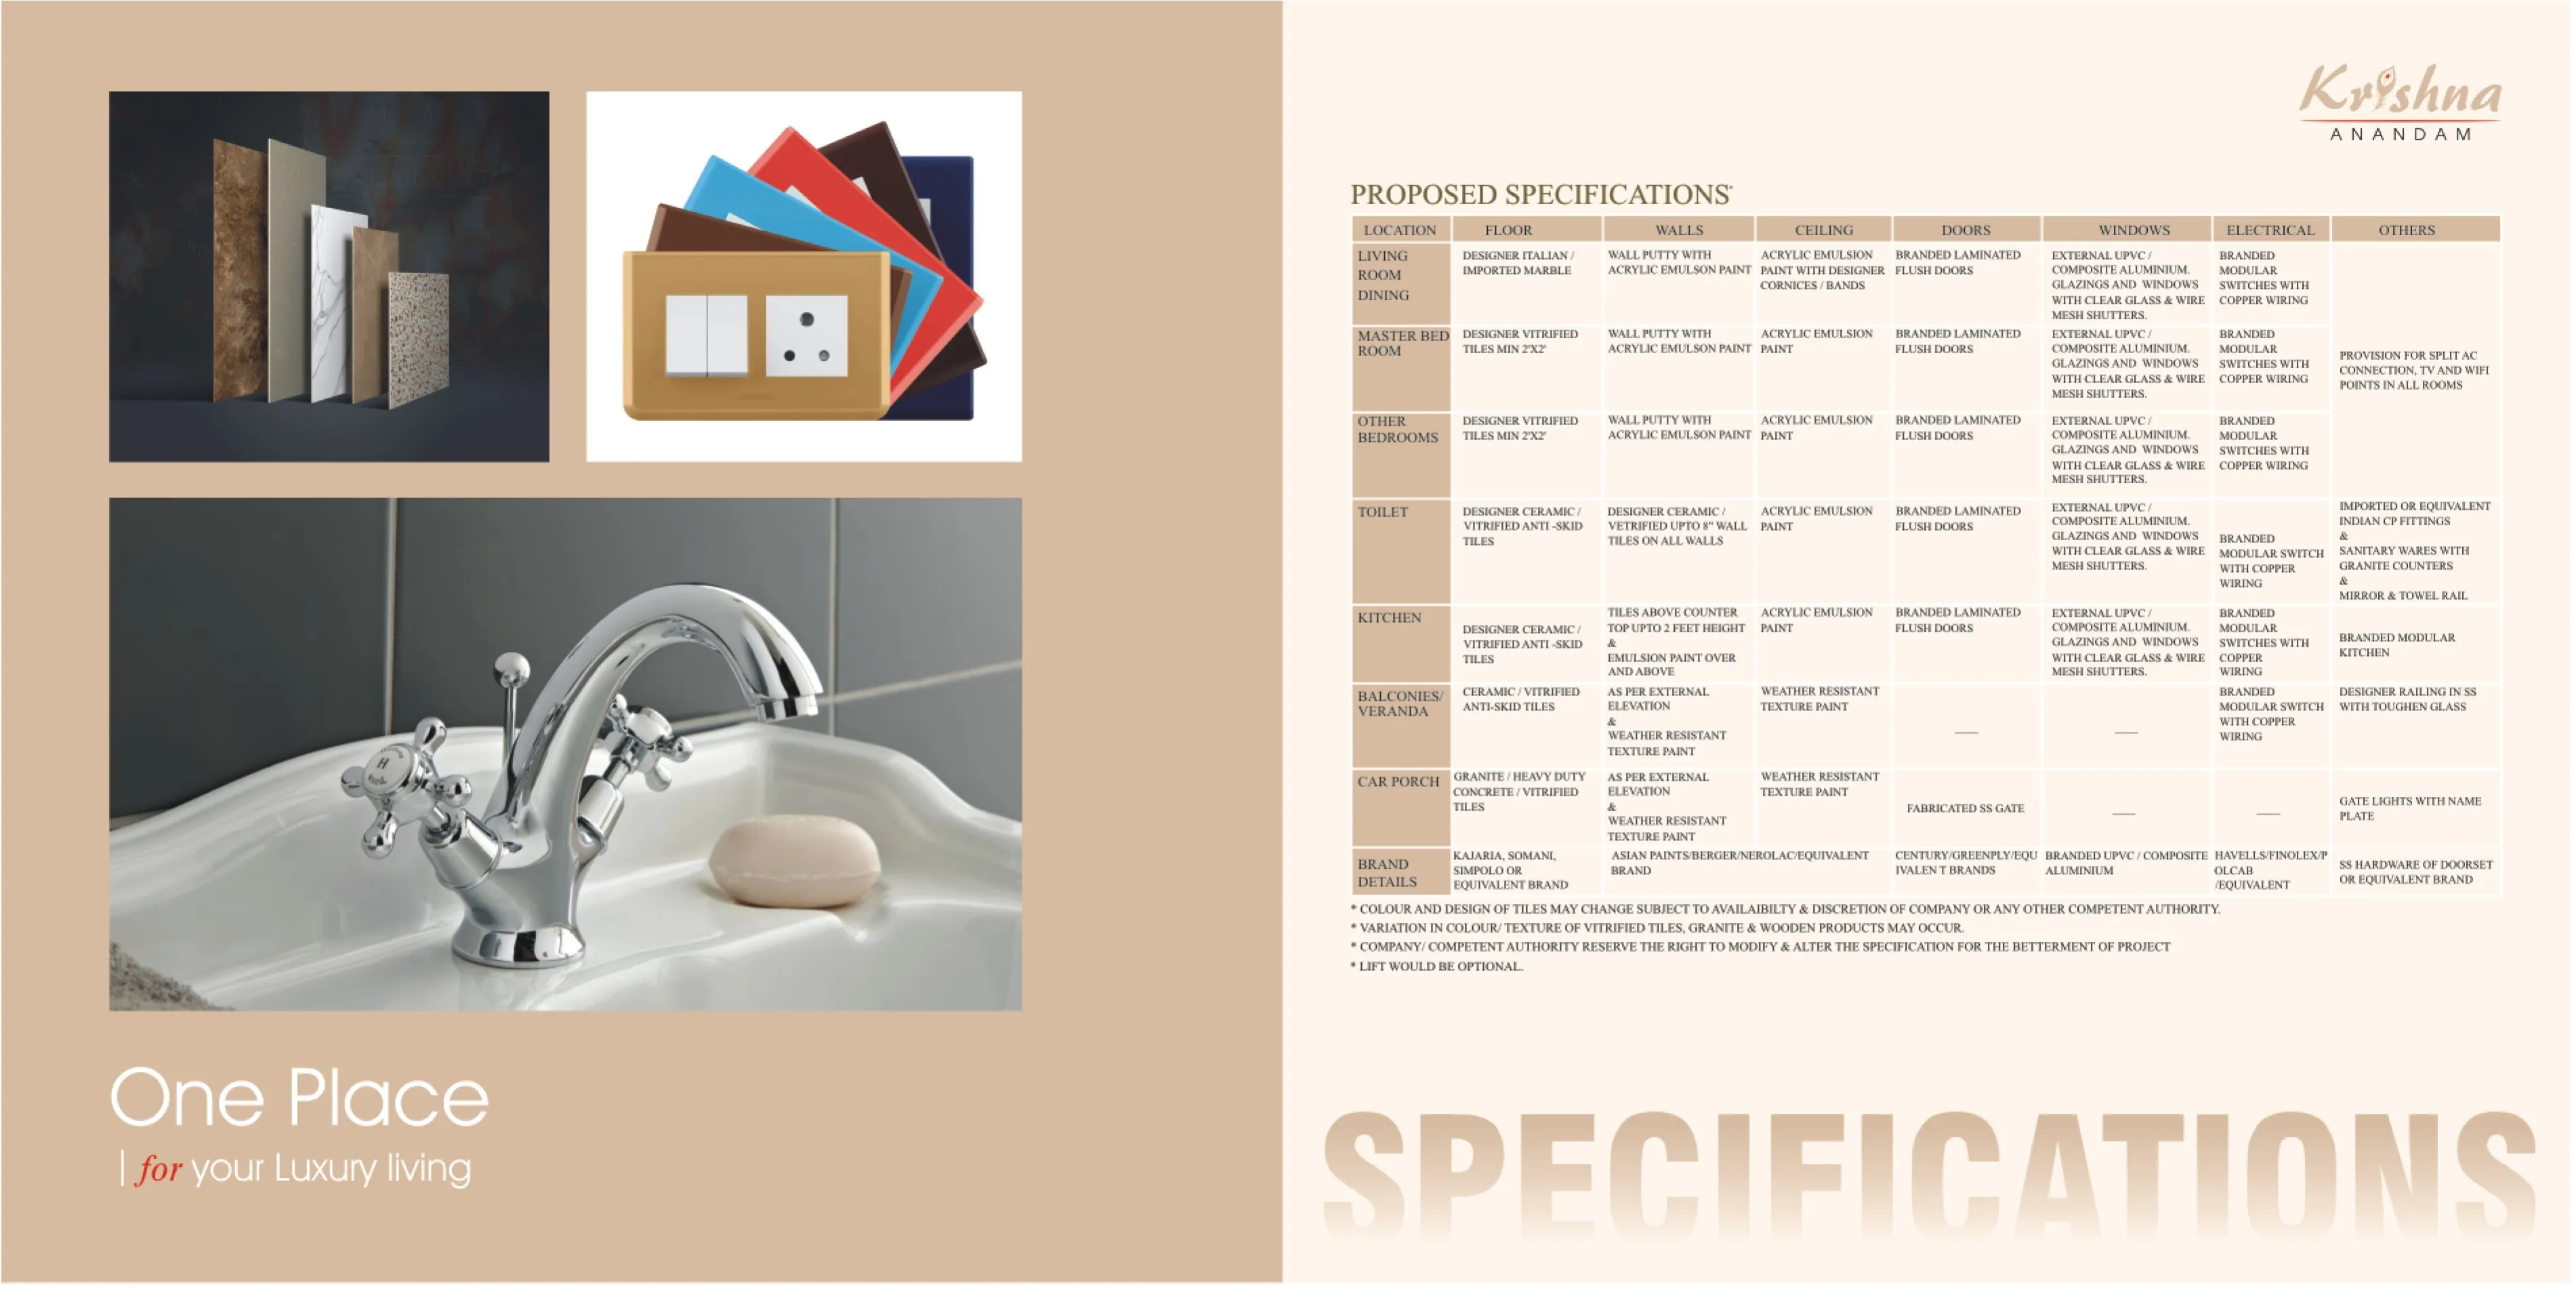 One Place
| for your Luxury living
Krishna
ANANDAM
PROPOSED SPECIFICATIONS*
LOCATION FLOOR WALLS CEILING DOORS WINDOWS ELECTRICAL OTHERS
LIVING
ROOM
DINING
DESIGNER ITALIAN /
IMPORTED MARBLE
WALL PUTTY WITH
ACRYLIC EMULSON PAINT
ACRYLIC EMULSION
PAINT WITH DESIGNER
CORNICES / BANDS
BRANDED LAMINATED
FLUSH DOORS
EXTERNAL UPVC /
COMPOSITE ALUMINIUM.
GLAZINGS AND WINDOWS
WITH CLEAR GLASS & WIRE
MESH SHUTTERS.
BRANDED
MODULAR
SWITCHES WITH
COPPER WIRING
MASTER BED
ROOM
DESIGNER VITRIFIED
TILES MIN 2'X2'
WALL PUTTY WITH
ACRYLIC EMULSON PAINT
ACRYLIC EMULSION
PAINT
BRANDED LAMINATED
FLUSH DOORS
EXTERNAL UPVC /
COMPOSITE ALUMINIUM.
GLAZINGS AND WINDOWS
WITH CLEAR GLASS & WIRE
MESH SHUTTERS.
BRANDED
MODULAR
SWITCHES WITH
COPPER WIRING
PROVISION FOR SPLIT AC
CONNECTION, TV AND WIFI
POINTS IN ALL ROOMS
OTHER
BEDROOMS
DESIGNER VITRIFIED
TILES MIN 2'X2'
WALL PUTTY WITH
ACRYLIC EMULSON PAINT
ACRYLIC EMULSION
PAINT
BRANDED LAMINATED
FLUSH DOORS
EXTERNAL UPVC /
COMPOSITE ALUMINIUM.
GLAZINGS AND WINDOWS
WITH CLEAR GLASS & WIRE
MESH SHUTTERS.
BRANDED
MODULAR
SWITCHES WITH
COPPER WIRING
TOILET
DESIGNER CERAMIC /
VITRIFIED ANTI -SKID
TILES
DESIGNER CERAMIC /
VETRIFIED UPTO 8" WALL
TILES ON ALL WALLS
ACRYLIC EMULSION
PAINT
BRANDED LAMINATED
FLUSH DOORS
EXTERNAL UPVC /
COMPOSITE ALUMINIUM.
GLAZINGS AND WINDOWS
WITH CLEAR GLASS & WIRE
MESH SHUTTERS.
BRANDED
MODULAR SWITCH
WITH COPPER
WIRING
IMPORTED OR EQUIVALENT
INDIAN CP FITTINGS
&
SANITARY WARES WITH
GRANITE COUNTERS
&
MIRROR & TOWEL RAIL
KITCHEN
DESIGNER CERAMIC /
VITRIFIED ANTI -SKID
TILES
TILES ABOVE COUNTER
TOP UPTO 2 FEET HEIGHT
&
EMULSION PAINT OVER
AND ABOVE
ACRYLIC EMULSION
PAINT
BRANDED LAMINATED
FLUSH DOORS
EXTERNAL UPVC /
COMPOSITE ALUMINIUM.
GLAZINGS AND WINDOWS
WITH CLEAR GLASS & WIRE
MESH SHUTTERS.
BRANDED
MODULAR
SWITCHES WITH
COPPER
WIRING
BRANDED MODULAR
KITCHEN
BALCONIES/
VERANDA
CERAMIC / VITRIFIED
ANTI-SKID TILES
AS PER EXTERNAL
ELEVATION
&
WEATHER RESISTANT
TEXTURE PAINT
WEATHER RESISTANT
TEXTURE PAINT
—
—
BRANDED
MODULAR SWITCH
WITH COPPER
WIRING
DESIGNER RAILING IN SS
WITH TOUGHEN GLASS
CAR PORCH
GRANITE / HEAVY DUTY
CONCRETE / VITRIFIED
TILES
AS PER EXTERNAL
ELEVATION
&
WEATHER RESISTANT
TEXTURE PAINT
WEATHER RESISTANT
TEXTURE PAINT
FABRICATED SS GATE
—
—
GATE LIGHTS WITH NAME
PLATE
BRAND
DETAILS
KAJARIA, SOMANI,
SIMPOLO OR
EQUIVALENT BRAND
ASIAN PAINTS/BERGER/NEROLAC/EQUIVALENT
BRAND
CENTURY/GREENPLY/EQU
IVALEN T BRANDS
BRANDED UPVC / COMPOSITE
ALUMINIUM
HAVELLS/FINOLEX/P
OLCAB
/EQUIVALENT
SS HARDWARE OF DOORSET
OR EQUIVALENT BRAND
* COLOUR AND DESIGN OF TILES MAY CHANGE SUBJECT TO AVAILAIBILTY & DISCRETION OF COMPANY OR ANY OTHER COMPETENT AUTHORITY.
* VARIATION IN COLOUR/ TEXTURE OF VITRIFIED TILES, GRANITE & WOODEN PRODUCTS MAY OCCUR.
* COMPANY/ COMPETENT AUTHORITY RESERVE THE RIGHT TO MODIFY & ALTER THE SPECIFICATION FOR THE BETTERMENT OF PROJECT
* LIFT WOULD BE OPTIONAL.
SPECIFICATIONS